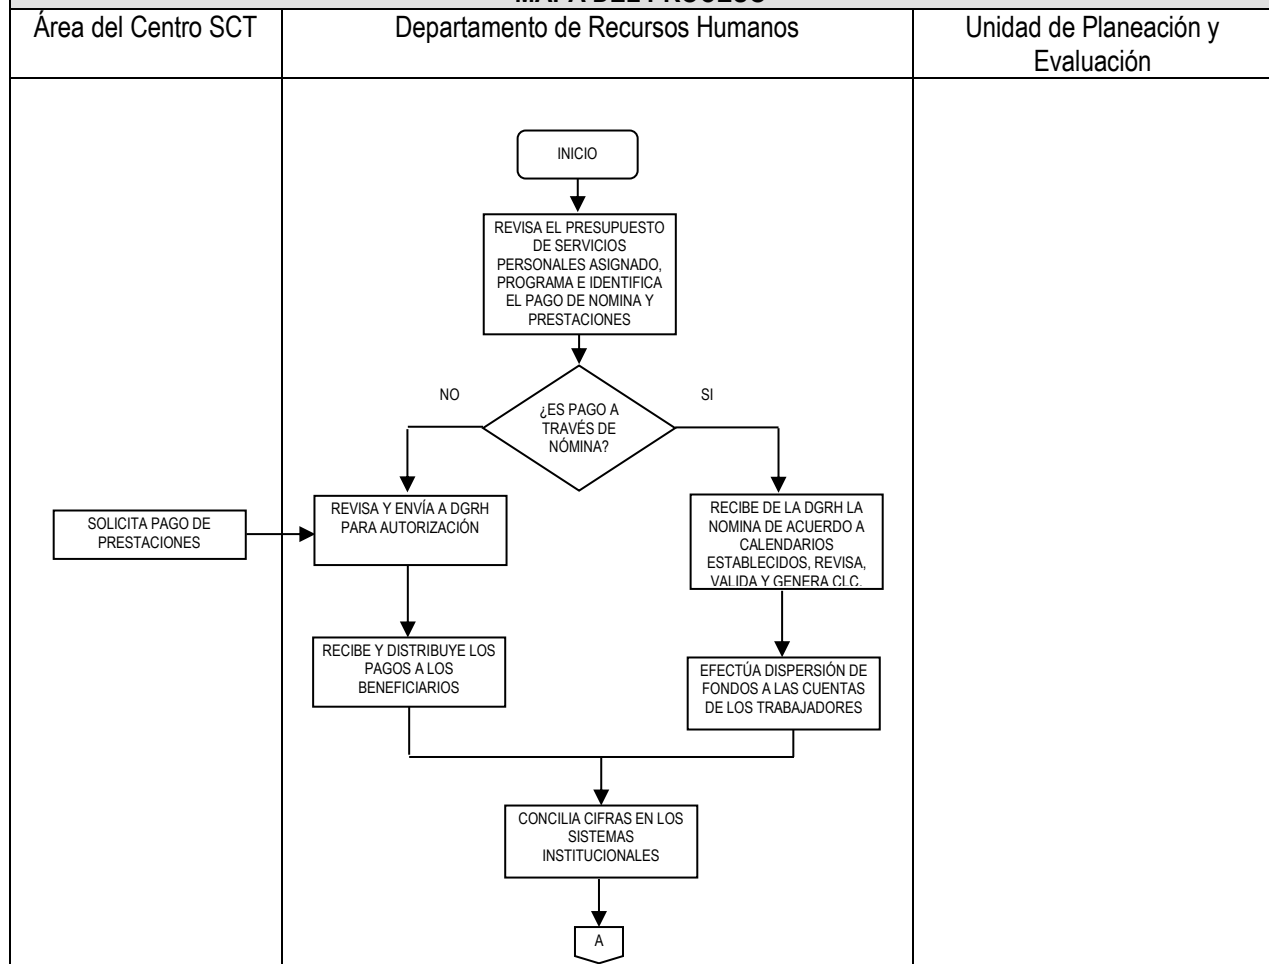 MAPA DEL PROCESO
Área del Centro SCT
Departamento de Recursos Humanos
Unidad de Planeación y
Evaluación
INICIO
REVISA EL PRESUPUESTO
DE SERVICIOS
PERSONALES ASIGNADO,
PROGRAMA E IDENTIFICA
EL PAGO DE NOMINA Y
PRESTACIONES
NO
SI
¿ES PAGO A
TRAVÉS DE
NÓMINA?
SOLICITA PAGO DE
PRESTACIONES
REVISA Y ENVÍA A DGRH
PARA AUTORIZACIÓN
RECIBE DE LA DGRH LA
NOMINA DE ACUERDO A
CALENDARIOS
ESTABLECIDOS, REVISA,
VALIDA Y GENERA CLC.
RECIBE Y DISTRIBUYE LOS
PAGOS A LOS
BENEFICIARIOS
EFECTÚA DISPERSIÓN DE
FONDOS A LAS CUENTAS
DE LOS TRABAJADORES
CONCILIA CIFRAS EN LOS
SISTEMAS
INSTITUCIONALES
A